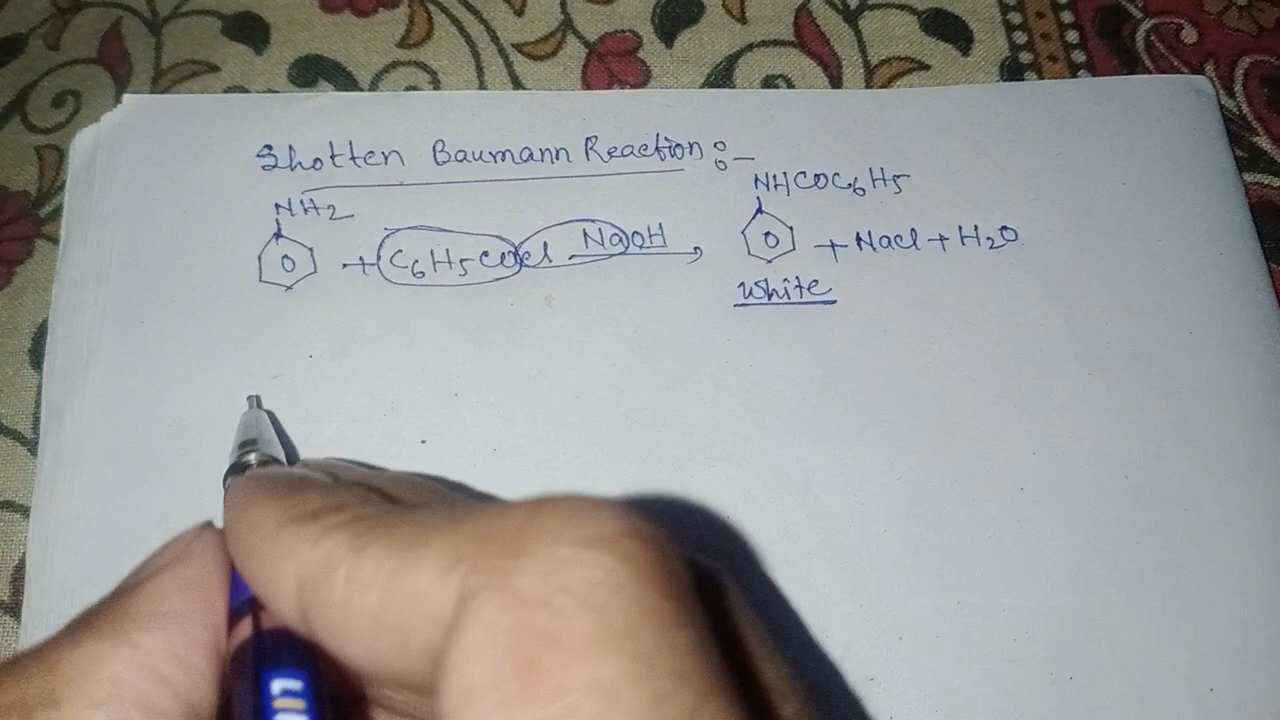 Shotten Baumann Reaction :-
NH2 NHCOC6H5
+ C6H5COCl NaOH + NaCl + H2O
White